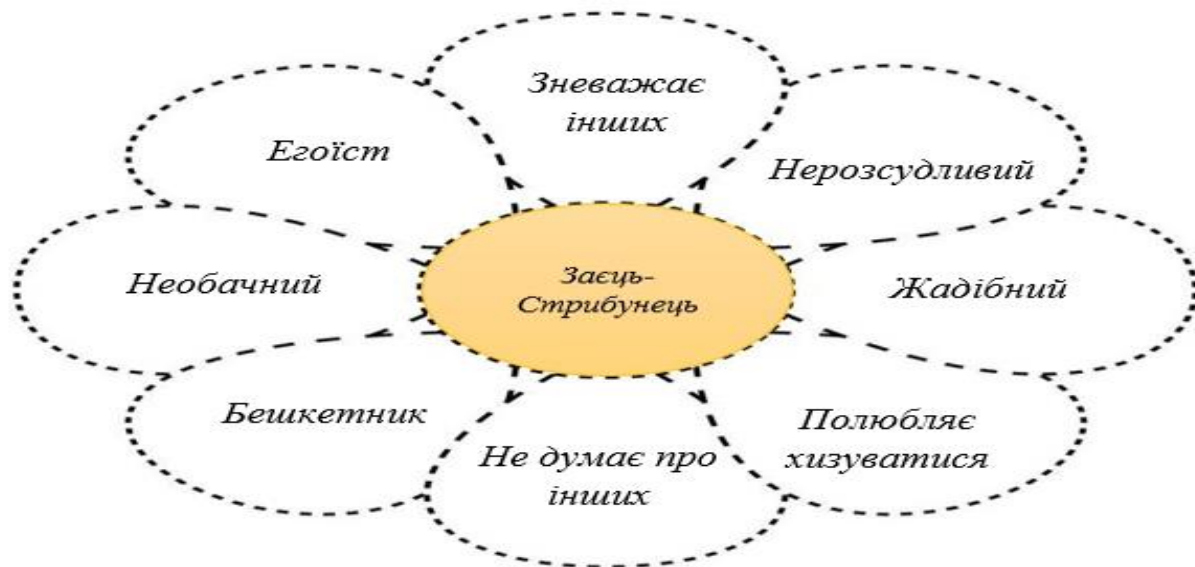 Зневажає
інших
Егоїст
Нерозсудливий
Необачний
Заєць-
Стрибунець
Жадібний
Бешкетник
Не думає про
інших
Полюбляє
хизуватися